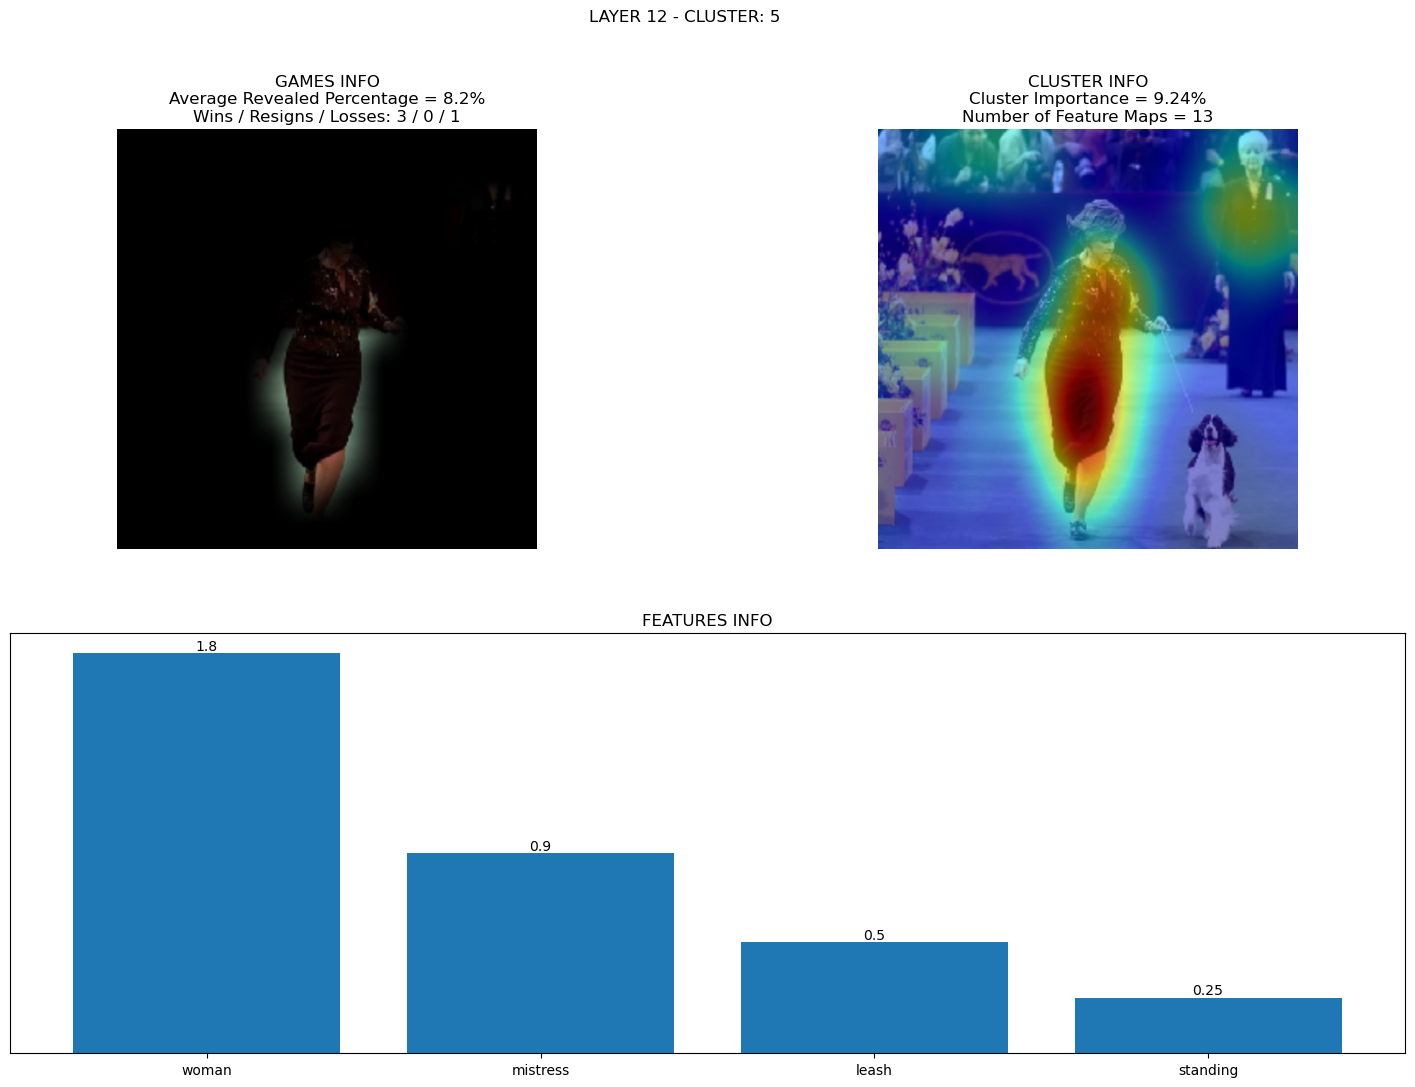 LAYER 12 - CLUSTER: 5
GAMES INFO
Average Revealed Percentage = 8.2%
Wins / Resigns / Losses: 3 / 0 / 1
CLUSTER INFO
Cluster Importance = 9.24%
Number of Feature Maps = 13
FEATURES INFO
1.8
0.9
0.5
0.25
woman
mistress
leash
standing